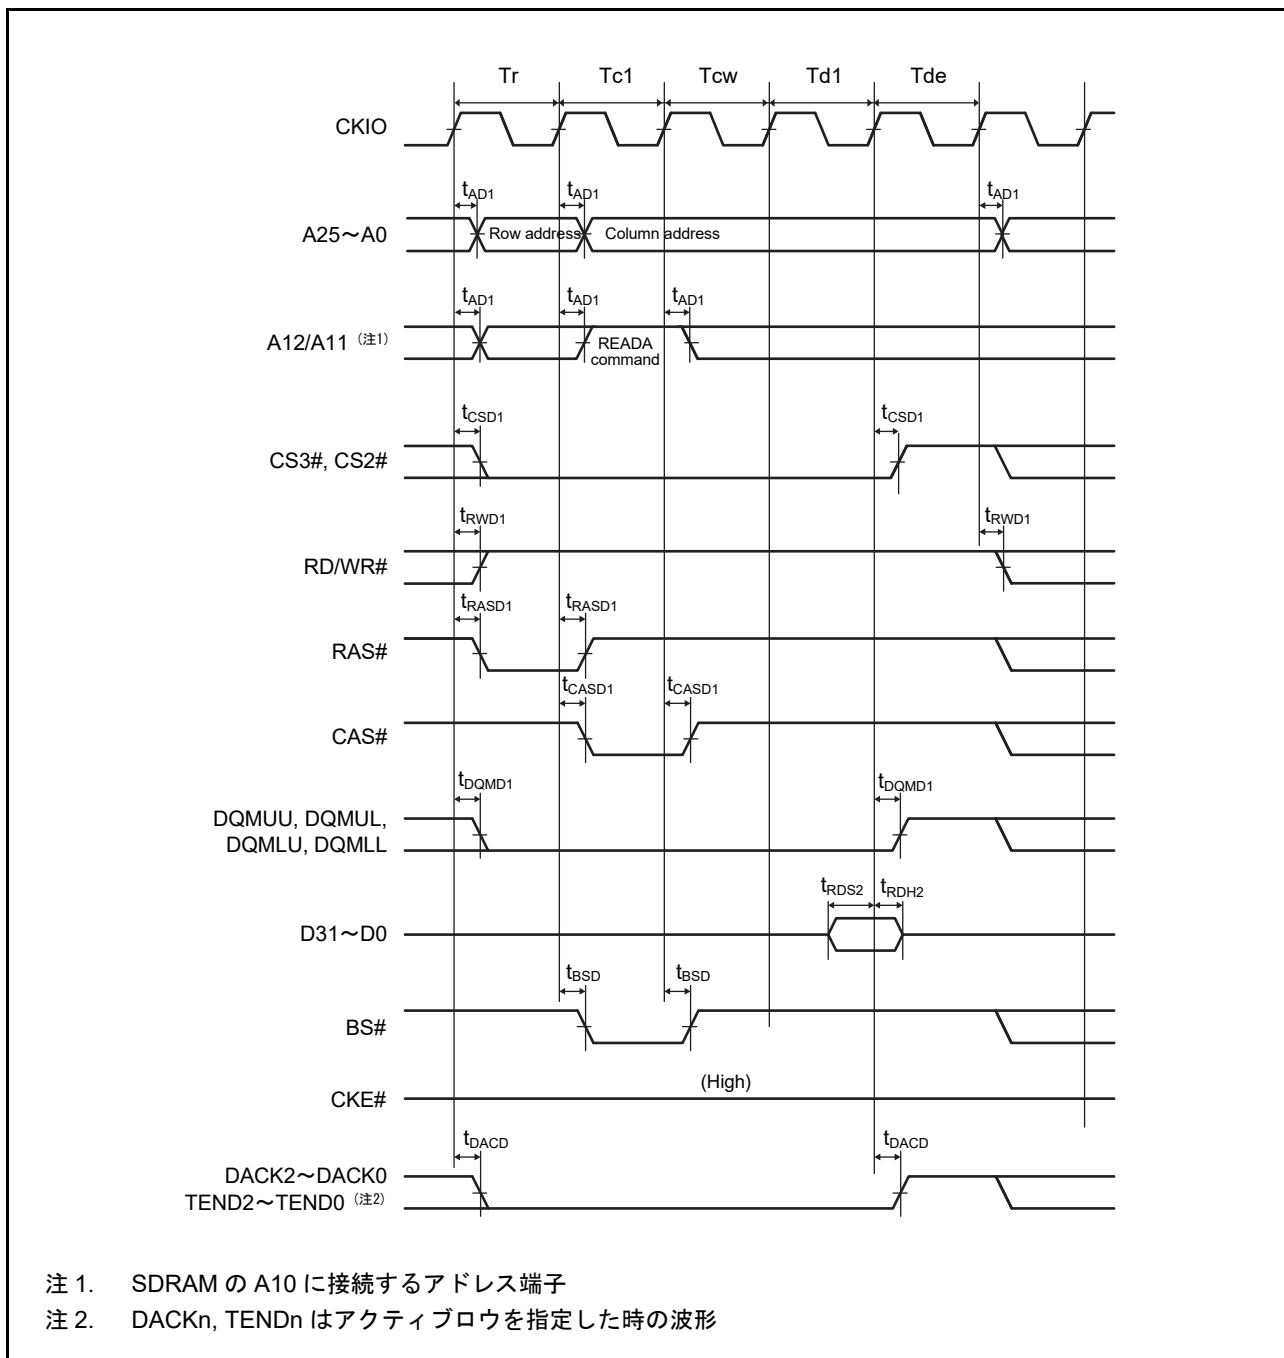 Tr Tc1 Tcw Td1 Tde
CKIO
tAD1 tAD1 tAD1
A25～A0 Row address Column address
tAD1 tAD1 tAD1
A12/A11 （注1） READA
command
tCSD1 tCSD1
CS3#, CS2#
tRWD1 tRWD1
RD/WR#
tRASD1 tRASD1
RAS#
tCASD1 tCASD1
CAS#
tDQMD1 tDQMD1
DQMUU, DQMUL,
DQMLU, DQMLL
tRDS2 tRDH2
D31～D0
tBSD tBSD
BS#
(High)
CKE#
tDACD tDACD
DACK2～DACK0
TEND2～TEND0 （注2）
注 1. SDRAM の A10 に接続するアドレス端子
注 2. DACKn, TENDn はアクティブロウを指定した時の波形